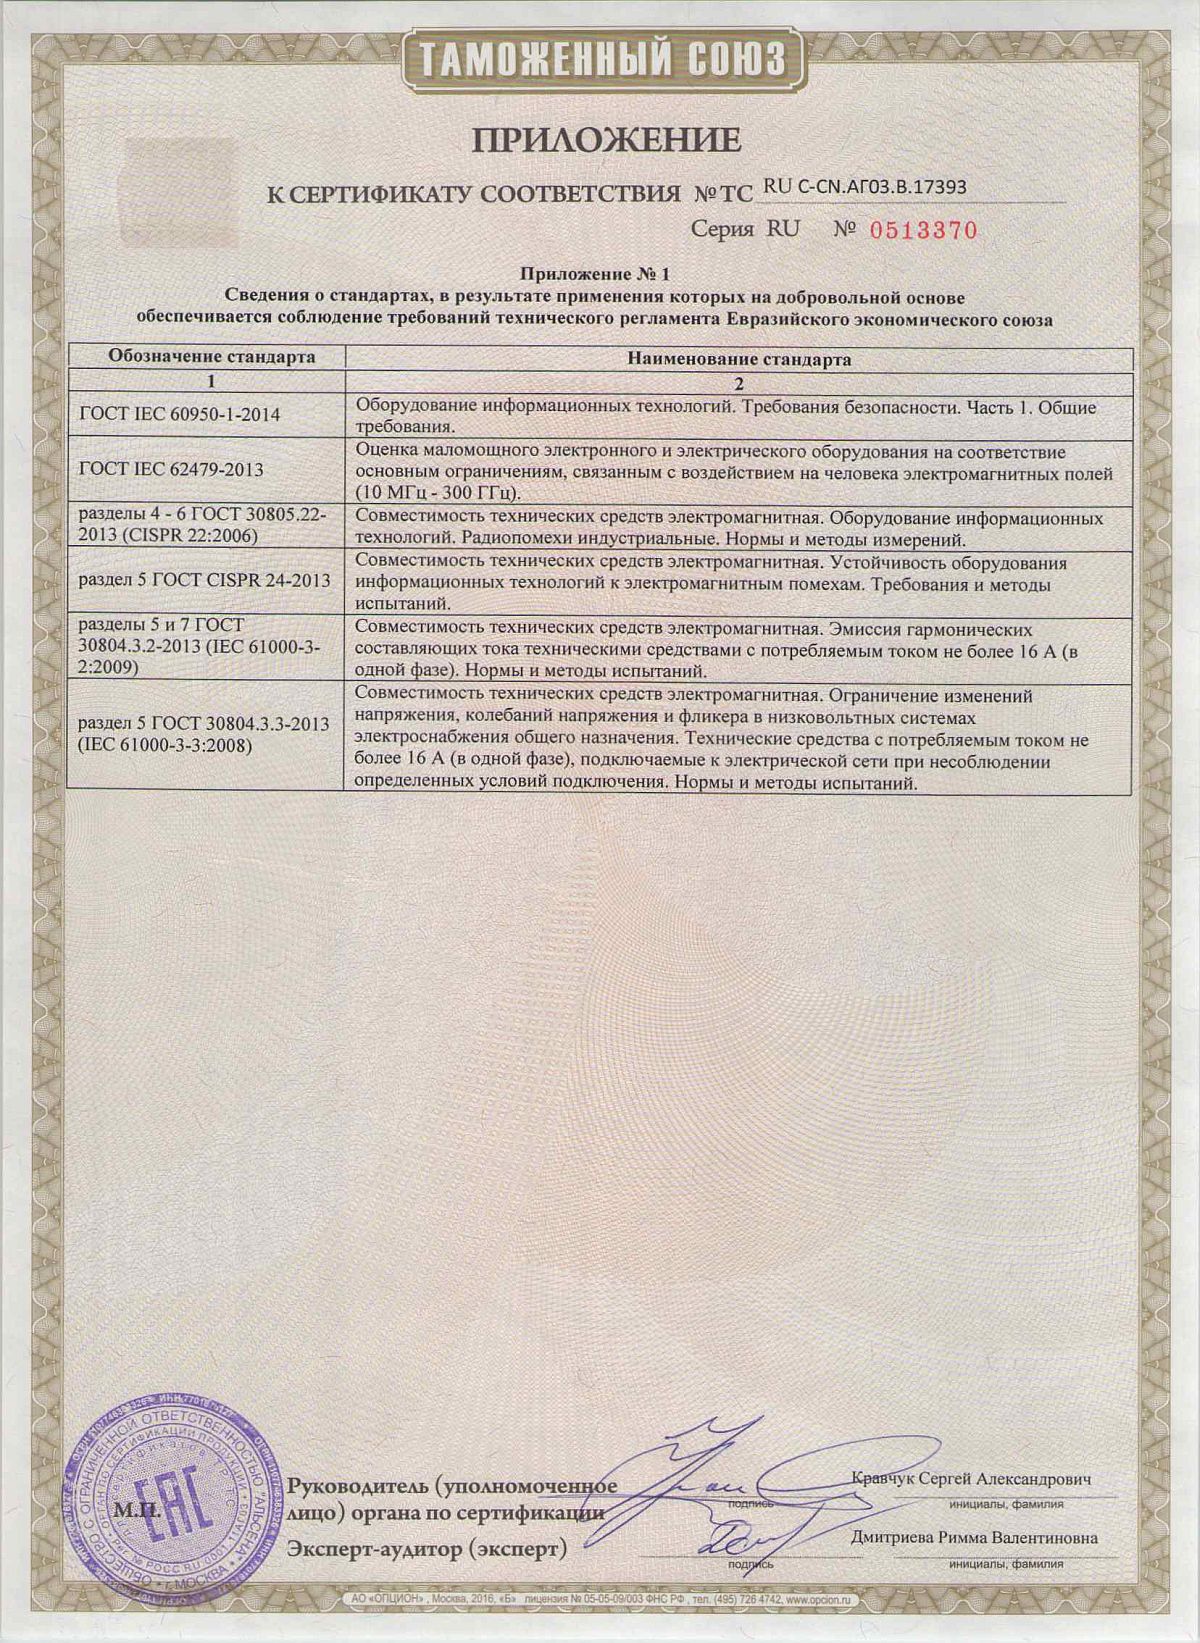 ТАМОЖЕННЫЙ СОЮЗ
ПРИЛОЖЕНИЕ
К СЕРТИФИКАТУ СООТВЕТСТВИЯ № ТС RU C-CN.АГ03.В.17393
Серия RU № 0513370
Приложение № 1
Сведения о стандартах, в результате применения которых на добровольной основе
обеспечивается соблюдение требований технического регламента Евразийского экономического союза
Обозначение стандарта
Наименование стандарта
1
2
ГОСТ IEC 60950-1-2014
Оборудование информационных технологий. Требования безопасности. Часть 1. Общие
требования.
ГОСТ IEC 62479-2013
Оценка маломощного электронного и электрического оборудования на соответствие
основным ограничениям, связанным с воздействием на человека электромагнитных полей
(10 МГц - 300 ГГц).
разделы 4 - 6 ГОСТ 30805.22-
2013 (CISPR 22:2006)
Совместимость технических средств электромагнитная. Оборудование информационных
технологий. Радиопомехи индустриальные. Нормы и методы измерений.
раздел 5 ГОСТ CISPR 24-2013
Совместимость технических средств электромагнитная. Устойчивость оборудования
информационных технологий к электромагнитным помехам. Требования и методы
испытаний.
разделы 5 и 7 ГОСТ
30804.3.2-2013 (IEC 61000-3-
2:2009)
Совместимость технических средств электромагнитная. Эмиссия гармонических
составляющих тока техническими средствами с потребляемым током не более 16 А (в
одной фазе). Нормы и методы испытаний.
раздел 5 ГОСТ 30804.3.3-2013
(IEC 61000-3-3:2008)
Совместимость технических средств электромагнитная. Ограничение изменений
напряжения, колебаний напряжения и фликера в низковольтных системах
электроснабжения общего назначения. Технические средства с потребляемым током не
более 16 А (в одной фазе), подключаемые к электрической сети при несоблюдении
определенных условий подключения. Нормы и методы испытаний.
ОБЩЕСТВО С ОГРАНИЧЕННОЙ ОТВЕТСТВЕННОСТЬЮ "АЛЬСЕНА"
ОРГАН ПО СЕРТИФИКАЦИИ ПРОДУКЦИИ
г. МОСКВА
ЕАС
М.П.
Руководитель (уполномоченное
лицо) органа по сертификации
подпись
Кравчук Сергей Александрович
инициалы, фамилия
Эксперт-аудитор (эксперт)
подпись
Дмитриева Римма Валентиновна
инициалы, фамилия
АО «ОПЦИОН», Москва, 2016, «Б» лицензия № 05-05-09/003 ФНС РФ, тел. (495) 726 4742, www.opcion.ru